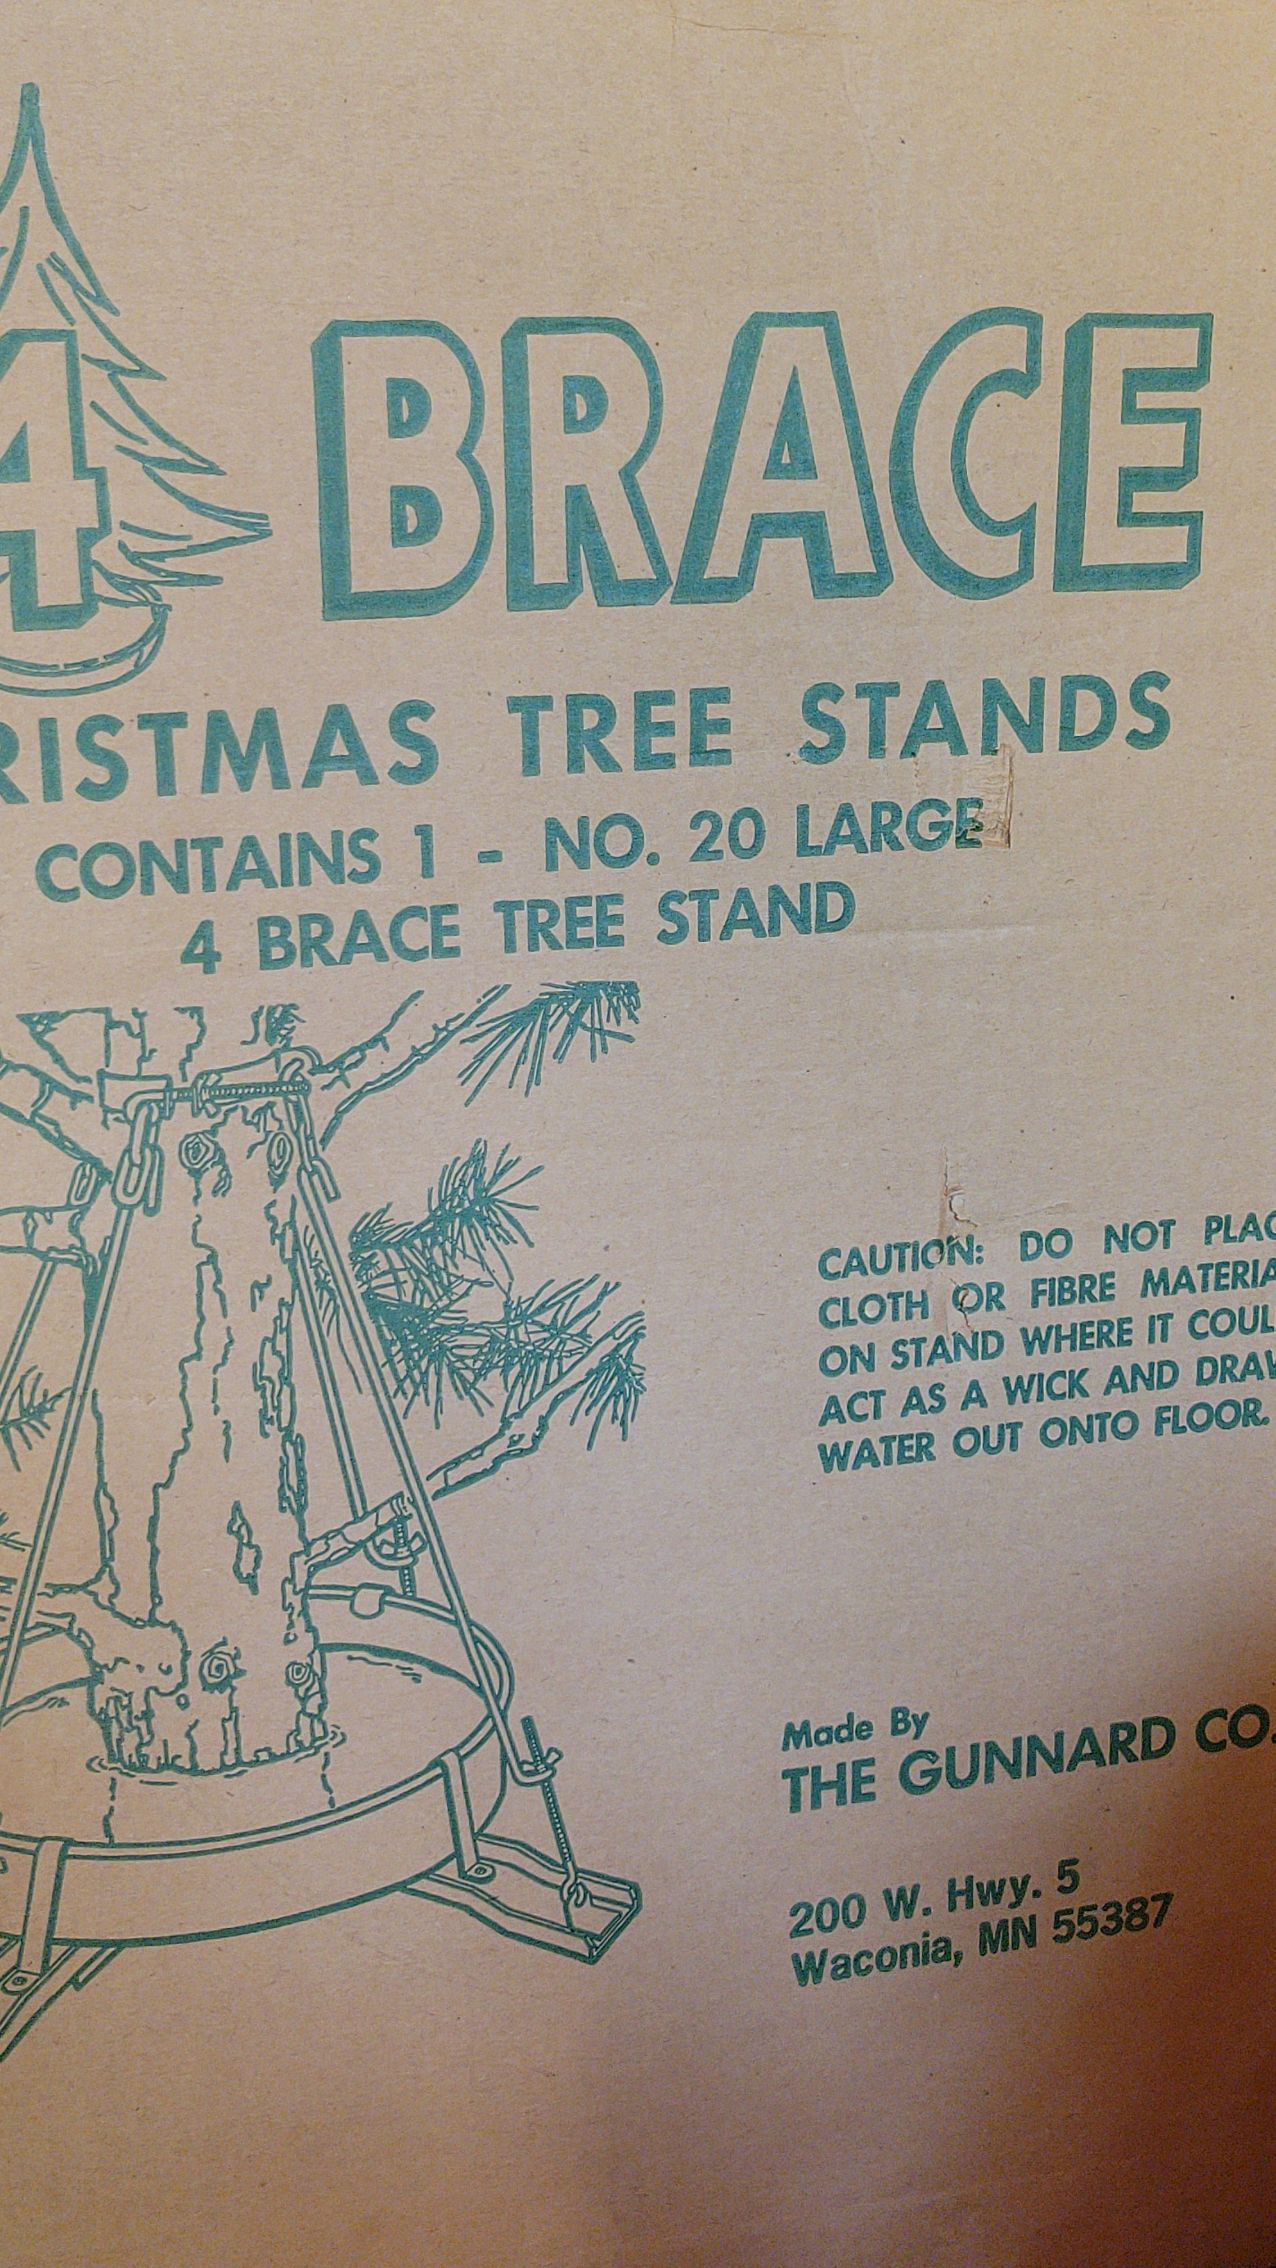 4 BRACE
RISTMAS TREE STANDS
CONTAINS 1 - NO. 20 LARGE
4 BRACE TREE STAND
CAUTION: DO NOT PLAC
CLOTH OR FIBRE MATERIA
ON STAND WHERE IT COUL
ACT AS A WICK AND DRAW
WATER OUT ONTO FLOOR.
Made By
THE GUNNARD CO.
200 W. Hwy. 5
Waconia, MN 55387